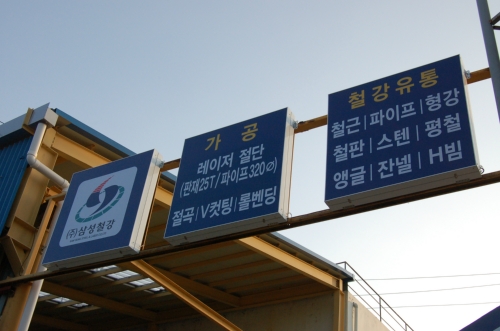 (주)삼성철강
가 공
레이저 절단
(판재25T/파이프320∅)
절곡|V컷팅|롤벤딩
철강유통
철근|파이프|형강
철판|스텐|평철
앵글|잔넬|H빔